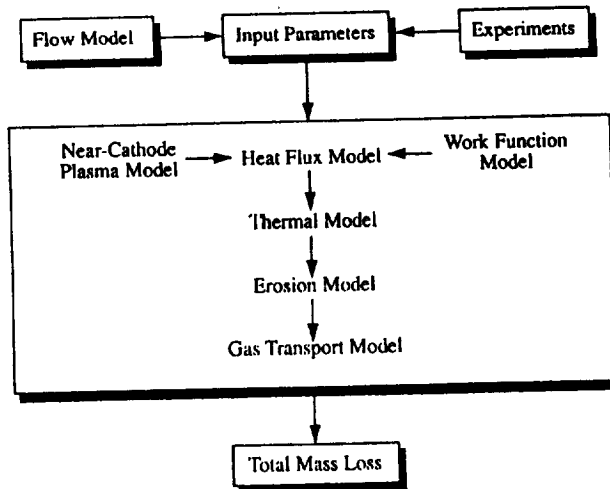 Flow Model
Input Parameters
Experiments
Near-Cathode
Plasma Model
Heat Flux Model
Work Function
Model
Thermal Model
Erosion Model
Gas Transport Model
Total Mass Loss